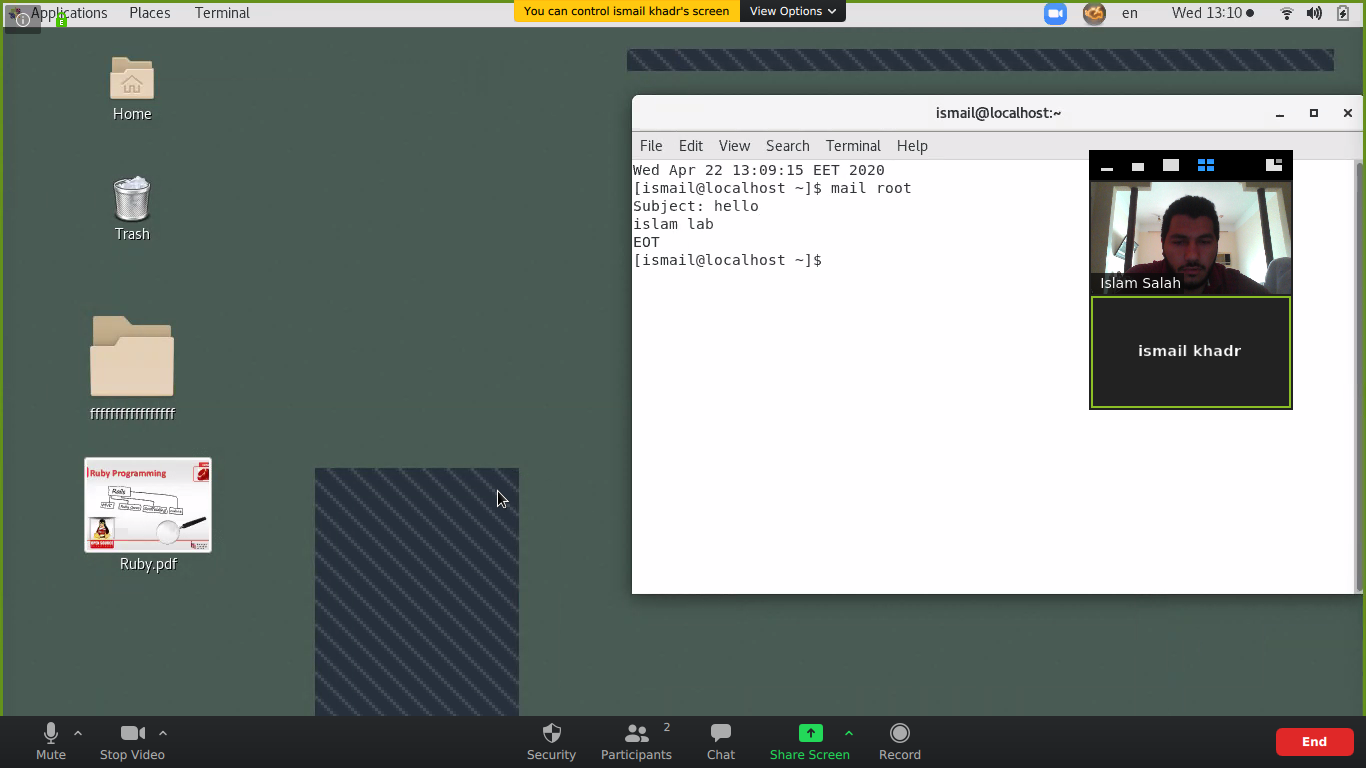 Applications Places Terminal
You can control ismail khadr's screen View Options
en Wed 13:10
Home
Trash
ffffffffffffffffff
Ruby Programming
Rails
Ruby.pdf
ismail@localhost:~
File Edit View Search Terminal Help
Wed Apr 22 13:09:15 EET 2020
[ismail@localhost ~]$ mail root
Subject: hello
islam lab
EOT
[ismail@localhost ~]$
Islam Salah
ismail khadr
Mute Stop Video Security Participants 2 Chat Share Screen Record End